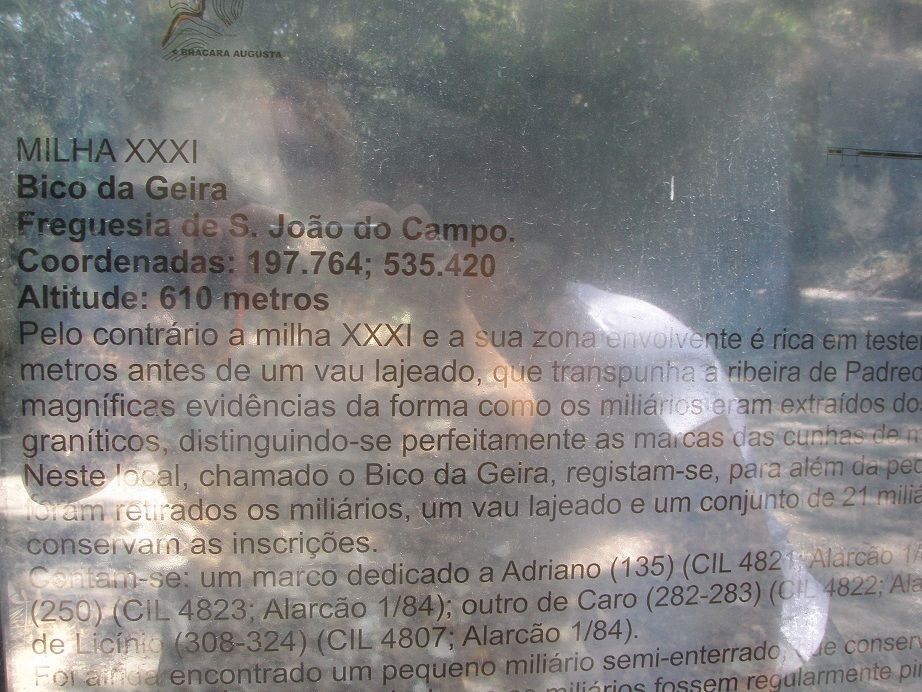 BRACARA AUGUSTA
MILHA XXXI
Bico da Geira
Freguesia de S. João do Campo.
Coordenadas: 197.764; 535.420
Altitude: 610 metros
Pelo contrário a milha XXXI e a sua zona envolvente é rica em
metros antes de um vau lajeado, que transpunha a ribeira de
magníficas evidências da forma como os miliários eram extraídos
graníticos, distinguindo-se perfeitamente as marcas das cunhas de
Neste local, chamado o Bico da Geira, registam-se, para além da
foram retirados os miliários, um vau lajeado e um conjunto de 21
conservam as inscrições.
Contam-se: um marco dedicado a Adriano (135) (CIL 4821; Alarcão
(250) (CIL 4823; Alarcão 1/84); outro de Caro (282-283) (CIL 4822;
de Licínio (308-324) (CIL 4807; Alarcão 1/84).
Foi ainda encontrado um pequeno miliário semi-enterrado, que
miliários fossem regularmente